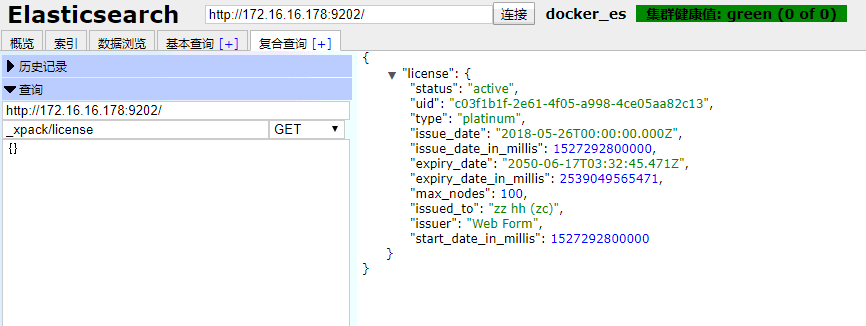 Elasticsearch http://172.16.16.178:9202/ 连接 docker_es 集群健康值: green (0 of 0)
概览 索引 数据浏览 基本查询 [+] 复合查询 [+]
历史记录
查询
http://172.16.16.178:9202/
_xpack/license GET
{}
{
"license": {
"status": "active",
"uid": "c03f1b1f-2e61-4f05-a998-4ce05aa82c13",
"type": "platinum",
"issue_date": "2018-05-26T00:00:00.000Z",
"issue_date_in_millis": 1527292800000,
"expiry_date": "2050-06-17T03:32:45.471Z",
"expiry_date_in_millis": 2539049565471,
"max_nodes": 100,
"issued_to": "zz hh (zc)",
"issuer": "Web Form",
"start_date_in_millis": 1527292800000
}
}